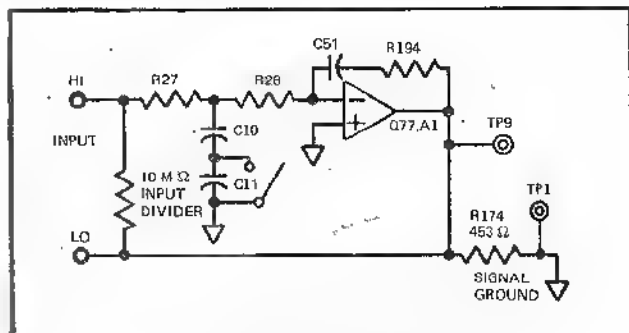 C51
R194
HI
R27
R28
Q77,A1
C10
TP9
INPUT
C11
10 MΩ
INPUT
DIVIDER
TP1
R174
453 Ω
LO
SIGNAL
GROUND